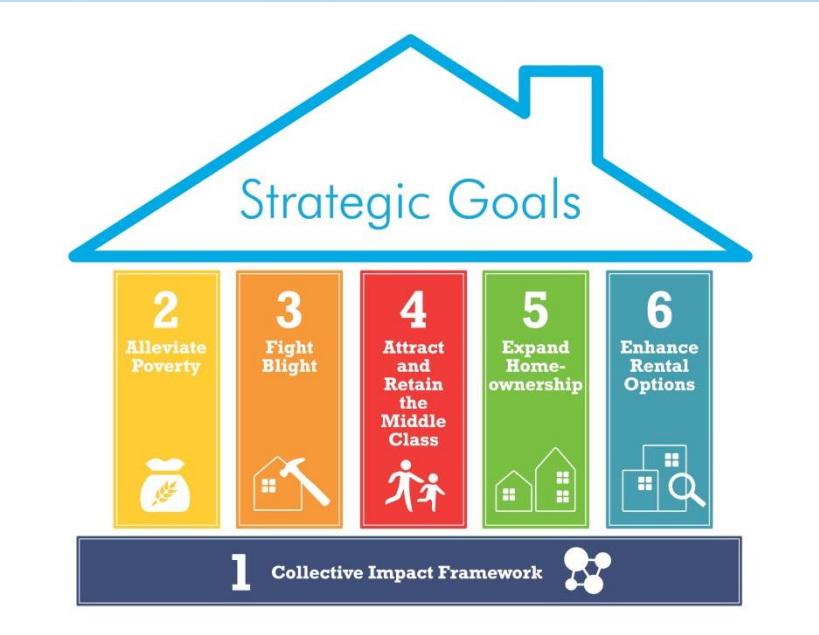 Strategic Goals
2
Alleviate
Poverty
3
Fight
Blight
4
Attract
and
Retain
the
Middle
Class
5
Expand
Home-
ownership
6
Enhance
Rental
Options
1 Collective Impact Framework